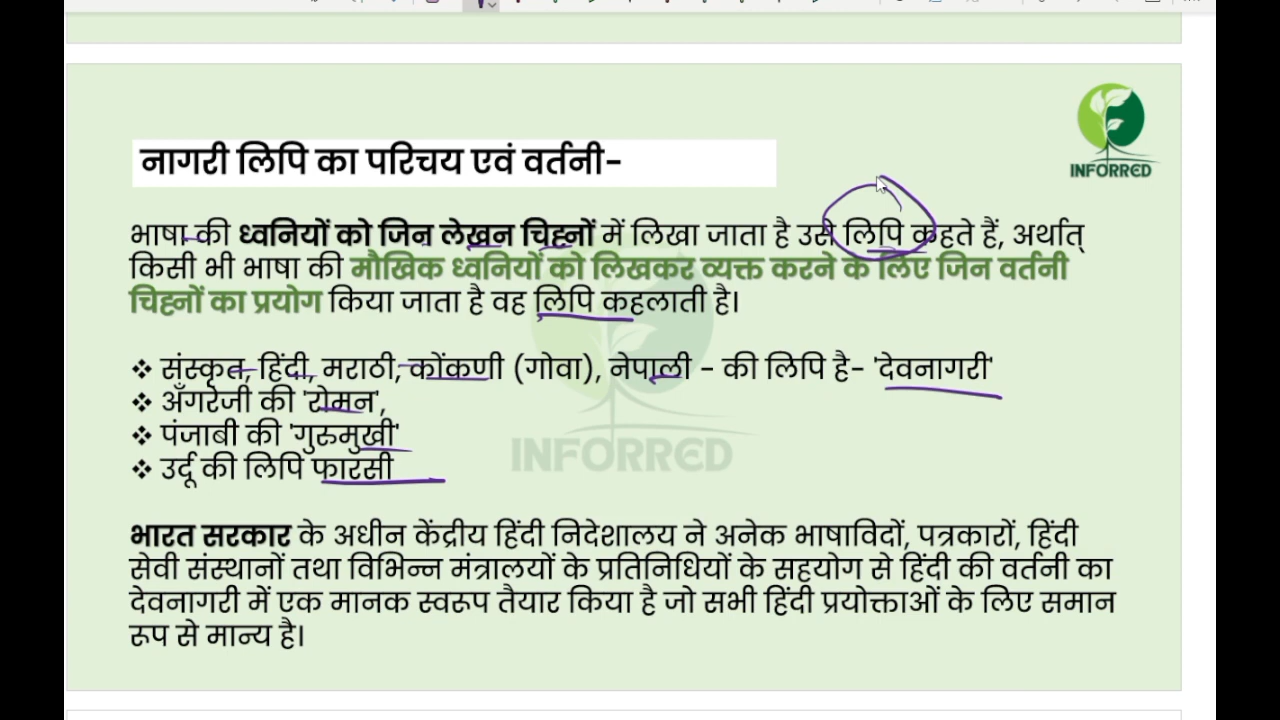 INFORRED
नागरी लिपि का परिचय एवं वर्तनी-
भाषा की ध्वनियों को जिन लेखन चिह्नों में लिखा जाता है उसे लिपि कहते हैं, अर्थात्
किसी भी भाषा की मौखिक ध्वनियों को लिखकर व्यक्त करने के लिए जिन वर्तनी
चिह्नों का प्रयोग किया जाता है वह लिपि कहलाती है।
❖ संस्कृत, हिंदी, मराठी, कोंकणी (गोवा), नेपाली - की लिपि है- 'देवनागरी'
❖ अँगरेजी की 'रोमन',
❖ पंजाबी की 'गुरुमुखी'
❖ उर्दू की लिपि फारसी
INFORRED
भारत सरकार के अधीन केंद्रीय हिंदी निदेशालय ने अनेक भाषाविदों, पत्रकारों, हिंदी
सेवी संस्थानों तथा विभिन्न मंत्रालयों के प्रतिनिधियों के सहयोग से हिंदी की वर्तनी का
देवनागरी में एक मानक स्वरूप तैयार किया है जो सभी हिंदी प्रयोक्ताओं के लिए समान
रूप से मान्य है।